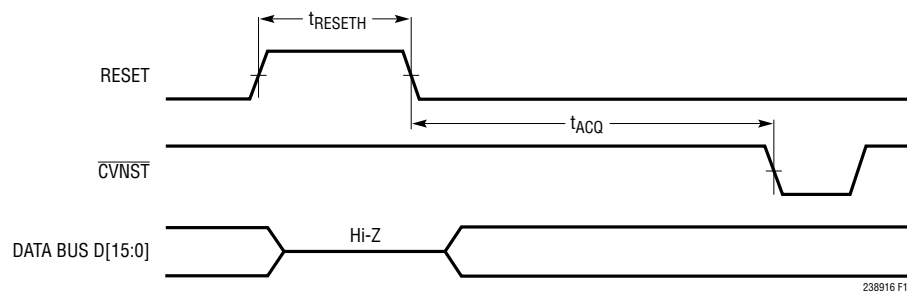 tRESETH
RESET
tACQ
CVNST
Hi-Z
DATA BUS D[15:0]
238916 F1